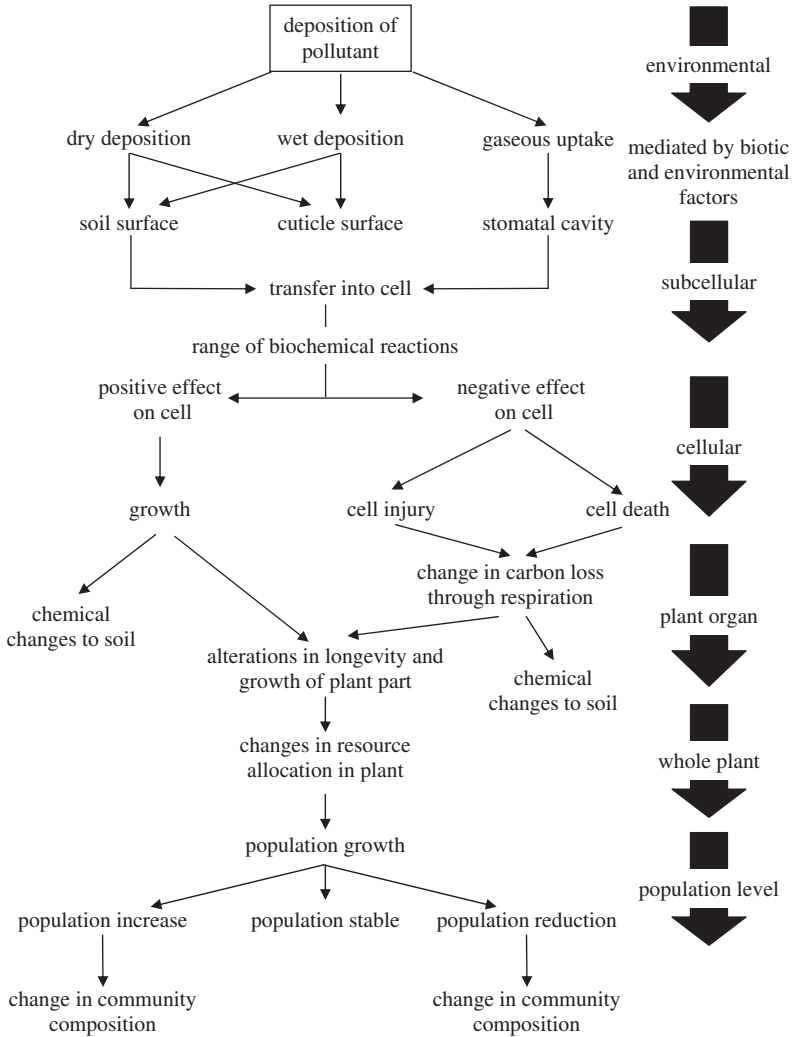 deposition of
pollutant
environmental
dry deposition
wet deposition
gaseous uptake
mediated by biotic
and environmental
factors
soil surface
cuticle surface
stomatal cavity
transfer into cell
subcellular
range of biochemical reactions
positive effect
on cell
negative effect
on cell
cellular
growth
cell injury
cell death
change in carbon loss
through respiration
chemical
changes to soil
plant organ
alterations in longevity and
growth of plant part
chemical
changes to soil
changes in resource
allocation in plant
whole plant
population growth
population level
population increase
population stable
population reduction
change in community
composition
change in community
composition